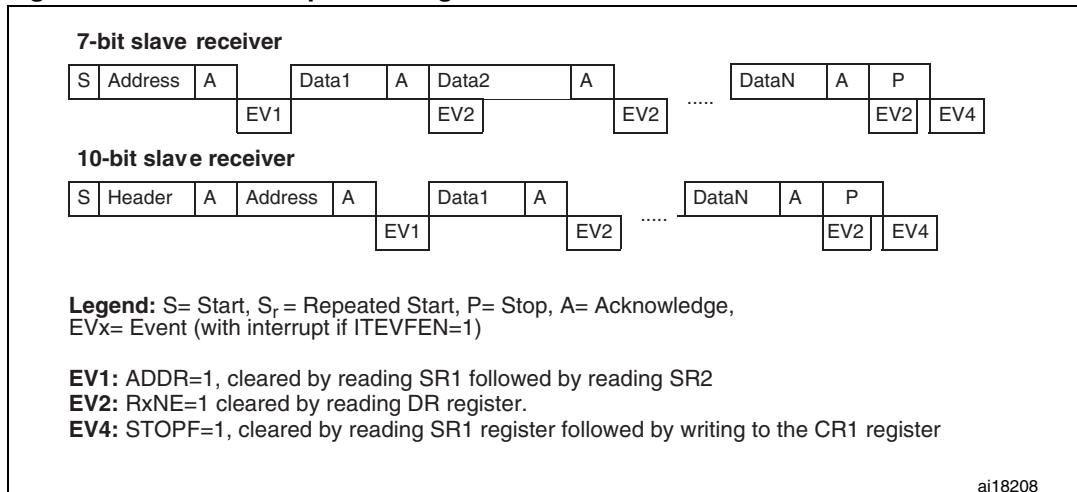 7-bit slave receiver
S Address A Data1 A Data2 A ..... DataN A P
EV1 EV2 EV2 EV2 EV4
10-bit slave receiver
S Header A Address A Data1 A ..... DataN A P
EV1 EV2 EV2 EV4
Legend: S= Start, Sr = Repeated Start, P= Stop, A= Acknowledge,
EVx= Event (with interrupt if ITEVFEN=1)
EV1: ADDR=1, cleared by reading SR1 followed by reading SR2
EV2: RxNE=1 cleared by reading DR register.
EV4: STOPF=1, cleared by reading SR1 register followed by writing to the CR1 register
ai18208